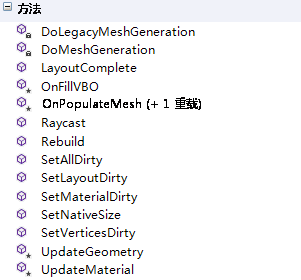 方法
DoLegacyMeshGeneration
DoMeshGeneration
LayoutComplete
OnFillVBO
OnPopulateMesh (+ 1 重载)
Raycast
Rebuild
SetAllDirty
SetLayoutDirty
SetMaterialDirty
SetNativeSize
SetVerticesDirty
UpdateGeometry
UpdateMaterial